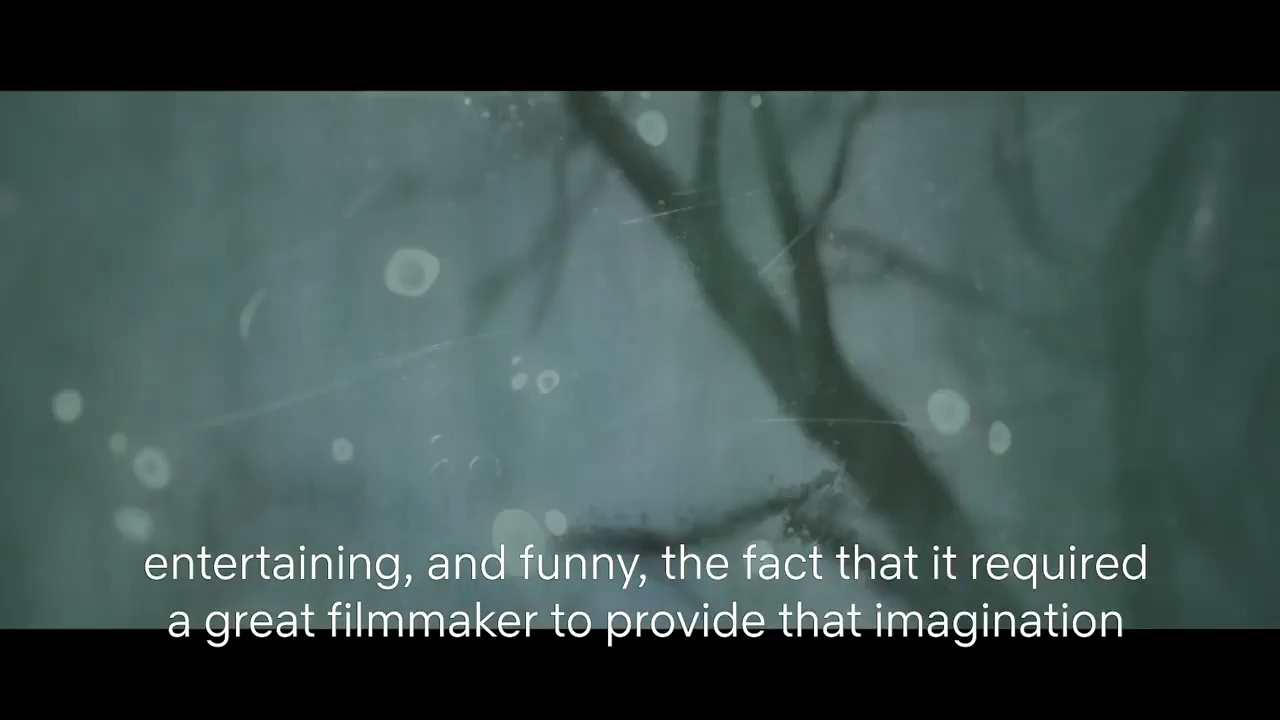 entertaining, and funny, the fact that it required
a great filmmaker to provide that imagination